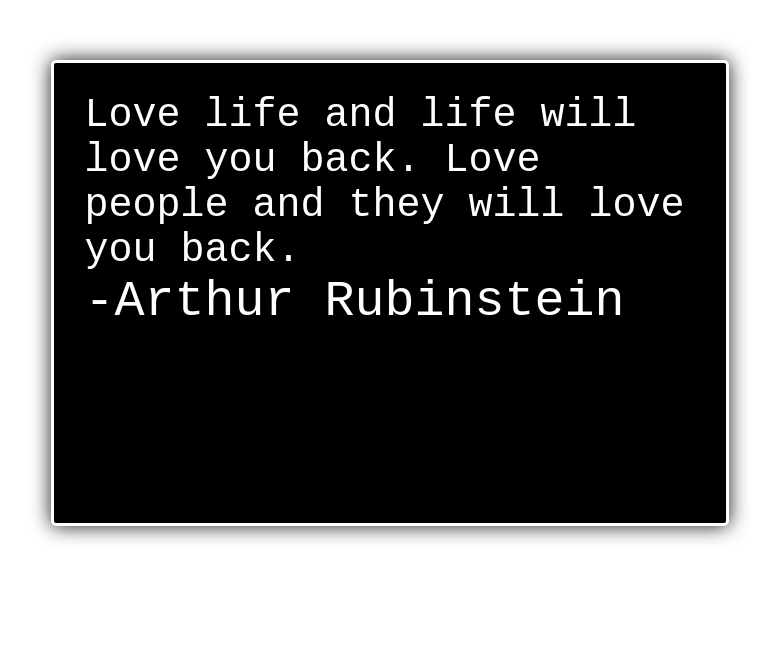 Love life and life will
love you back. Love
people and they will love
you back.
-Arthur Rubinstein